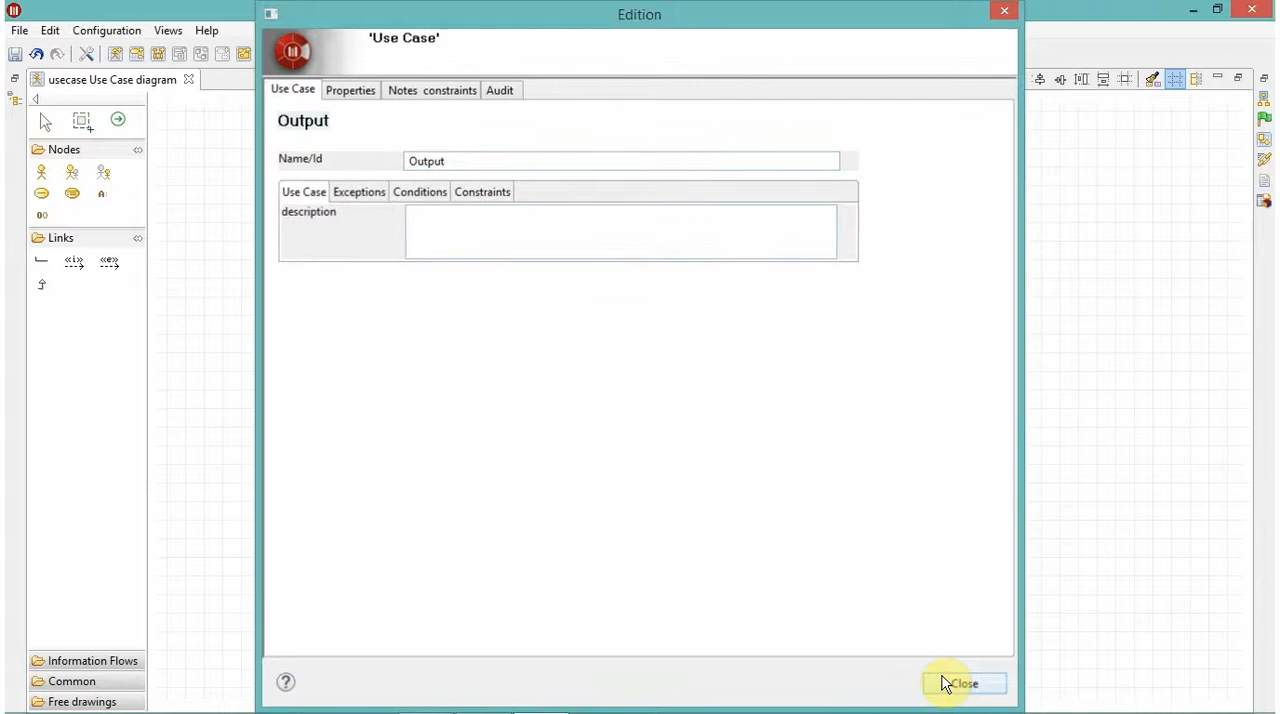 Edition
File Edit Configuration Views Help
'Use Case'
usecase Use Case diagram
Use Case Properties Notes constraints Audit
Output
Nodes
Name/Id Output
Use Case Exceptions Conditions Constraints
description
Links
«i» «e»
Information Flows
Common
Free drawings
? Close